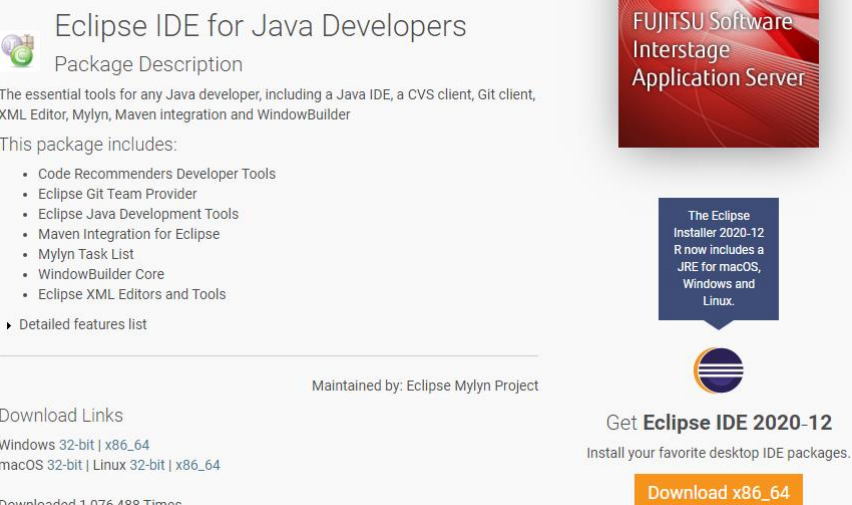 Eclipse IDE for Java Developers
Package Description
The essential tools for any Java developer, including a Java IDE, a CVS client, Git client,
XML Editor, Mylyn, Maven integration and WindowBuilder
This package includes:
Code Recommenders Developer Tools
Eclipse Git Team Provider
Eclipse Java Development Tools
Maven Integration for Eclipse
Mylyn Task List
WindowBuilder Core
Eclipse XML Editors and Tools
Detailed features list
Maintained by: Eclipse Mylyn Project
Download Links
Windows 32-bit | x86_64
macOS 32-bit | Linux 32-bit | x86_64
Downloaded 1,076,488 Times
FUJITSU Software
Interstage
Application Server
The Eclipse
Installer 2020-12
R now includes a
JRE for macOS,
Windows and
Linux.
Get Eclipse IDE 2020-12
Install your favorite desktop IDE packages.
Download x86_64